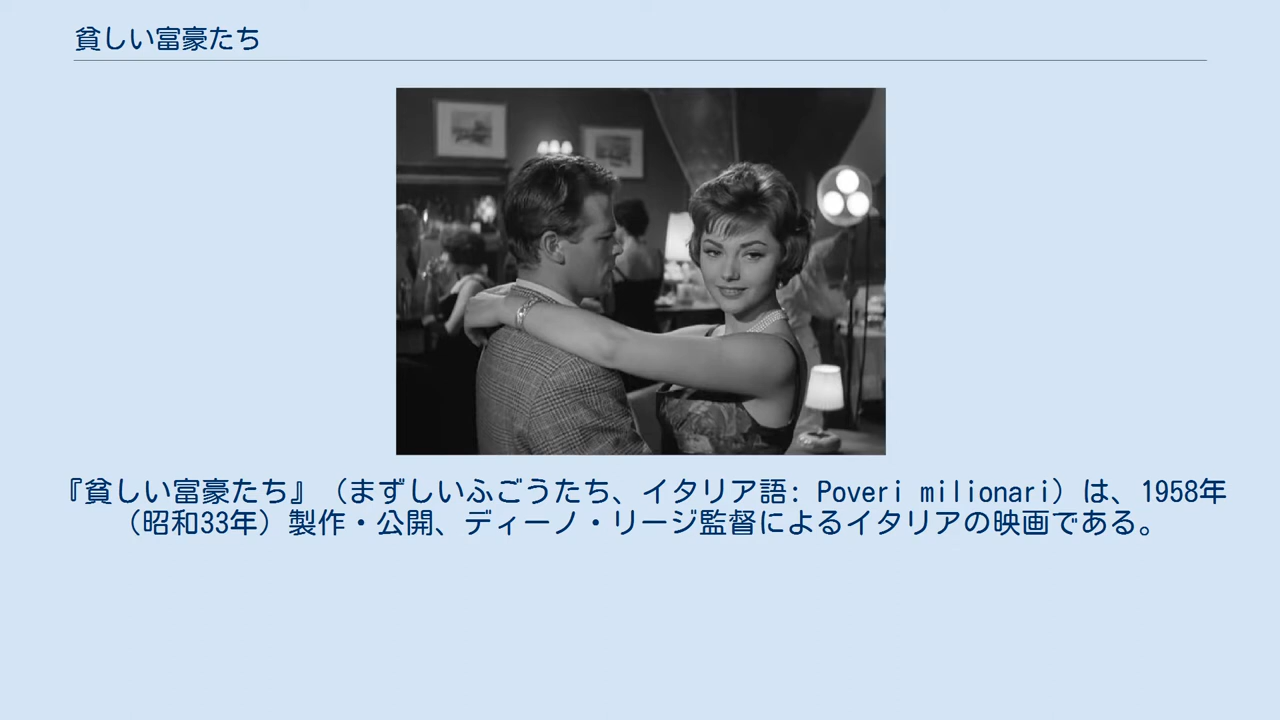 貧しい富豪たち
『貧しい富豪たち』（まずしいふごうたち、イタリア語: Poveri milionari）は、1958年
（昭和33年）製作・公開、ディーノ・リージ監督によるイタリアの映画である。